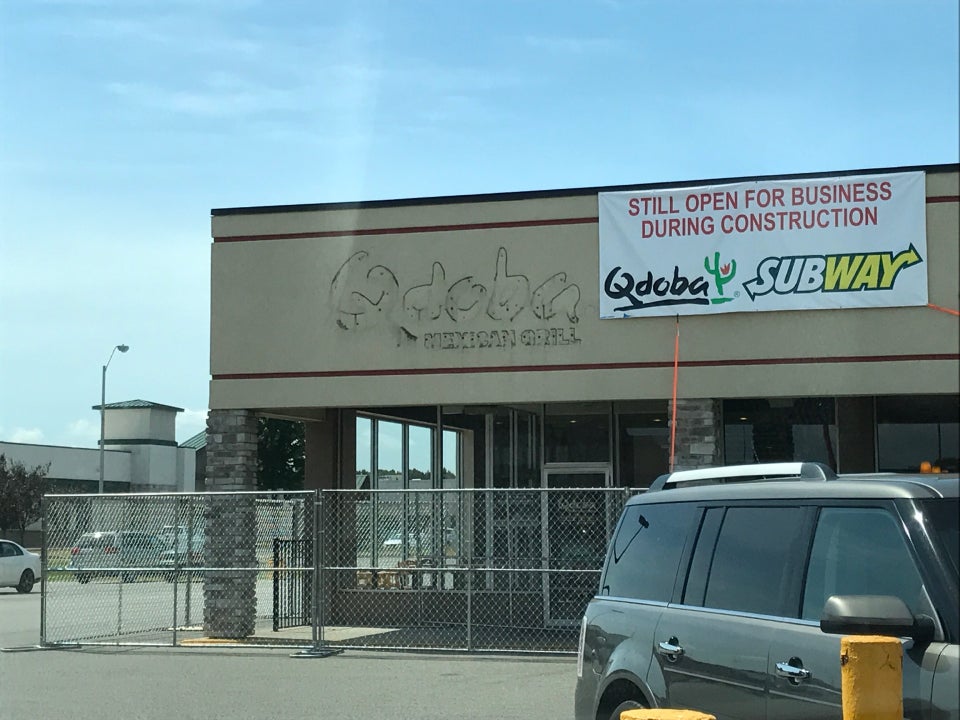 STILL OPEN FOR BUSINESS
DURING CONSTRUCTION
Qdoba ® SUBWAY
Qdoba
MEXICAN GRILL